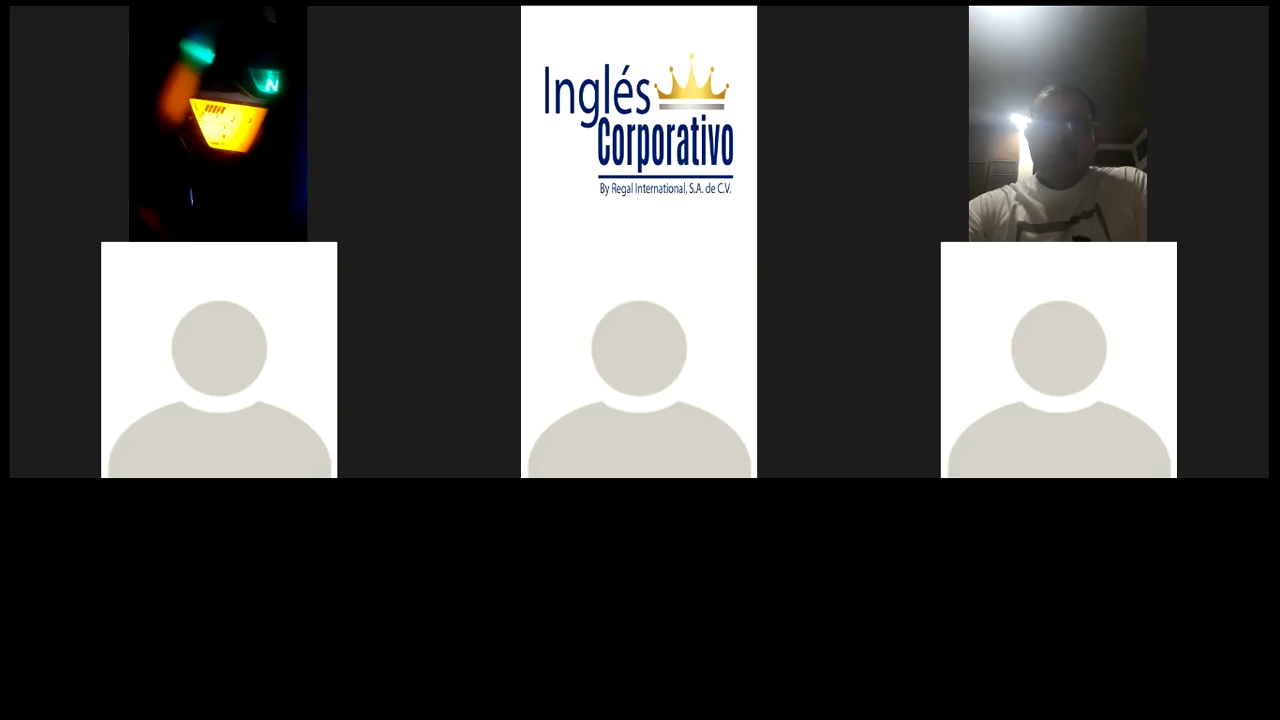 N
Inglés
Corporativo
By Regal International, S.A. de C.V.